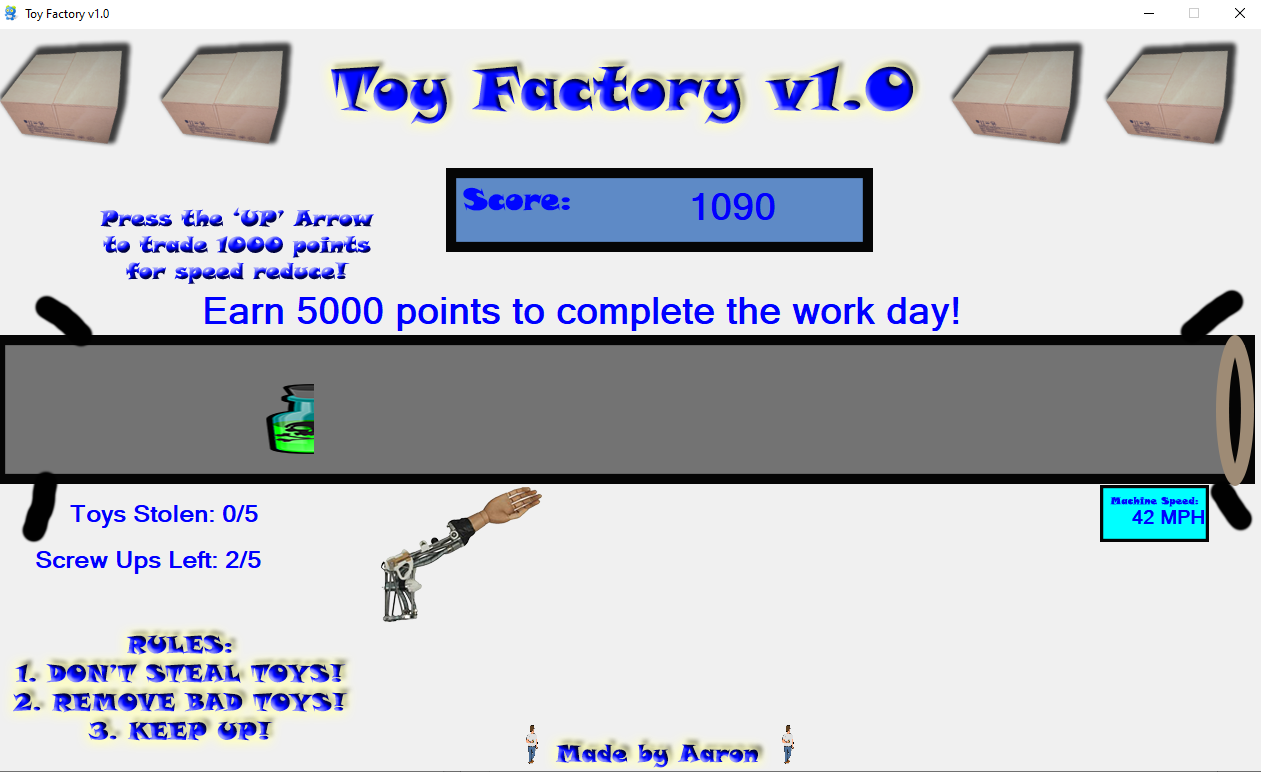 Toy Factory v1.0
Toy Factory v1.0
Score: 1090
Press the ‘UP’ Arrow
to trade 1000 points
for speed reduce!
Earn 5000 points to complete the work day!
Toys Stolen: 0/5
Screw Ups Left: 2/5
Machine Speed:
42 MPH
RULES:
1. DON’T STEAL TOYS!
2. REMOVE BAD TOYS!
3. KEEP UP!
Made by Aaron